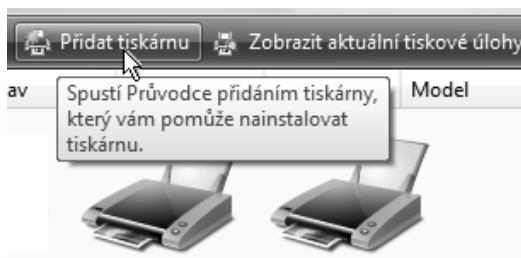 Přidat tiskárnu Zobrazit aktuální tiskové úlohy
av Model
Spustí Průvodce přidáním tiskárny,
který vám pomůže nainstalovat
tiskárnu.